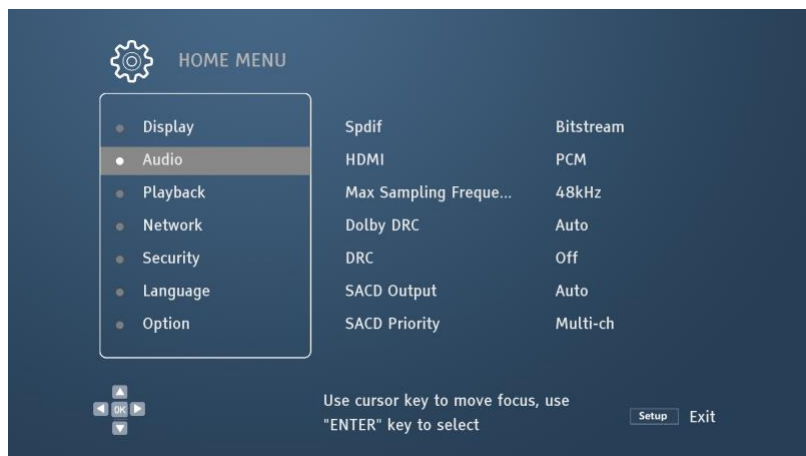 HOME MENU
Display
Audio
Playback
Network
Security
Language
Option
Spdif Bitstream
HDMI PCM
Max Sampling Freque... 48kHz
Dolby DRC Auto
DRC Off
SACD Output Auto
SACD Priority Multi-ch
OK
Use cursor key to move focus, use
"ENTER" key to select
Setup Exit